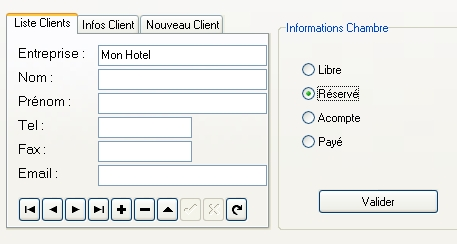 Liste Clients
Infos Client
Nouveau Client
Entreprise :
Mon Hotel
Nom :
Prénom :
Tel :
Fax :
Email :
Informations Chambre
Libre
Réservé
Acompte
Payé
Valider